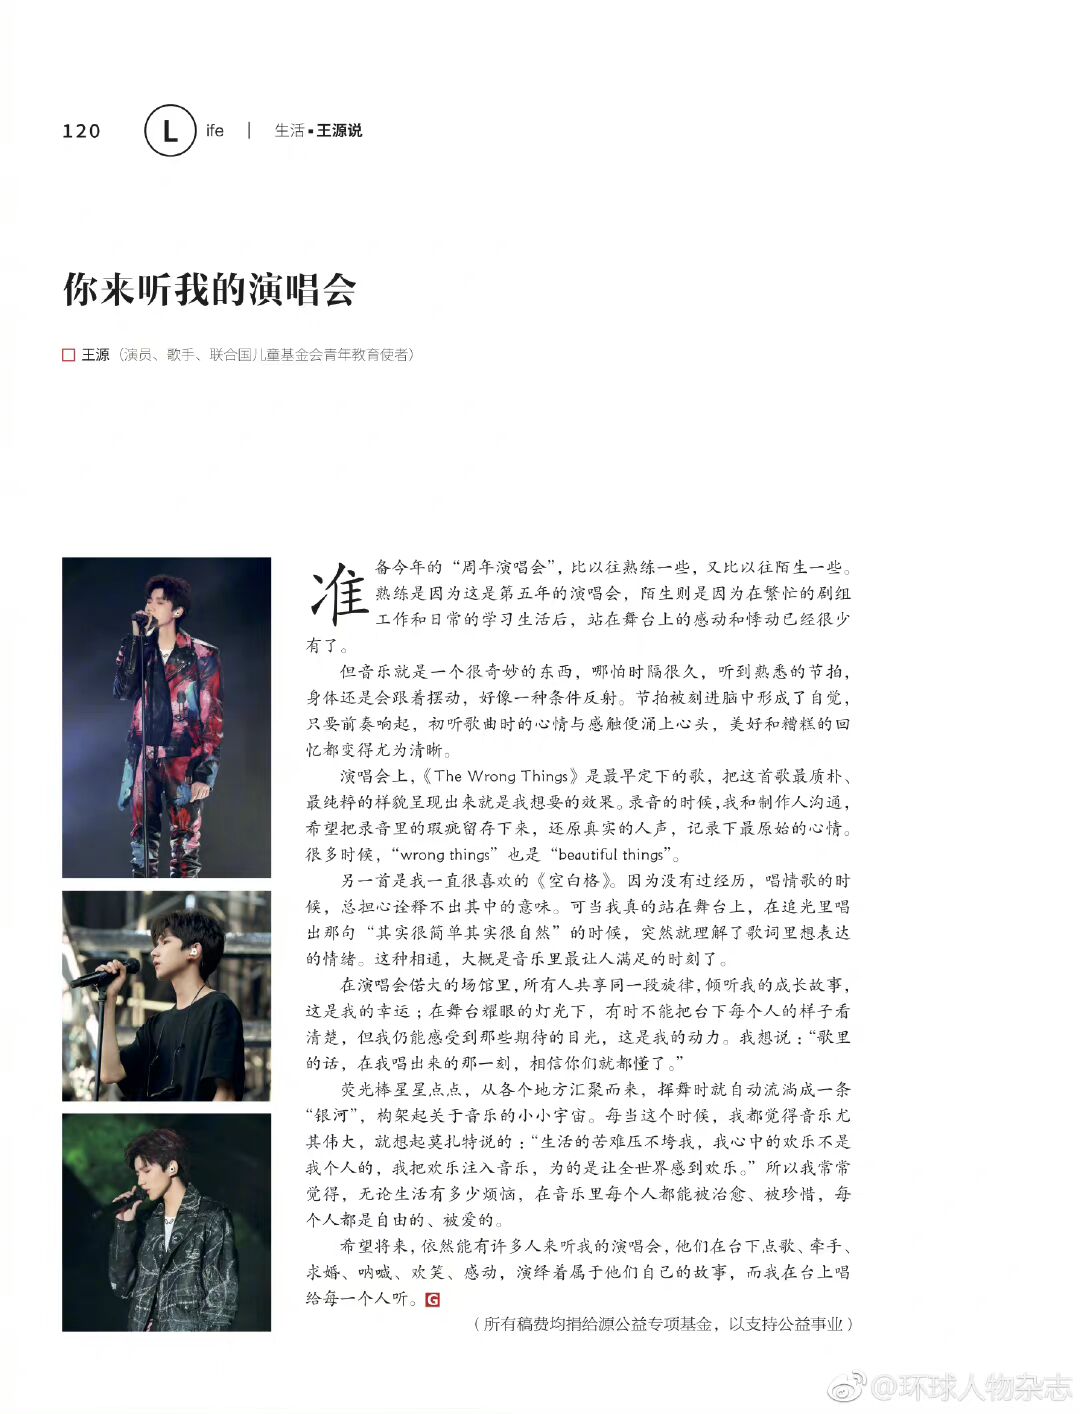 120 Life | 生活▪王源说
你来听我的演唱会
□ 王源（演员、歌手、联合国儿童基金会青年教育使者）
准备今年的“周年演唱会”，比以往熟练一些，又比以往陌生一些。
熟练是因为这是第五年的演唱会，陌生则是因为在繁忙的剧组
工作和日常的学习生活后，站在舞台上的感动和悸动已经很少
有了。
但音乐就是一个很奇妙的东西，哪怕时隔很久，听到熟悉的节拍，
身体还是会跟着摆动，好像一种条件反射。节拍被刻进脑中形成了自觉，
只要前奏响起，初听歌曲时的心情与感触便涌上心头，美好和糟糕的回
忆都变得尤为清晰。
演唱会上，《The Wrong Things》是最早定下的歌，把这首歌最质朴、
最纯粹的样貌呈现出来就是我想要的效果。录音的时候，我和制作人沟通，
希望把录音里的瑕疵留存下来，还原真实的人声，记录下最原始的心情。
很多时候，“wrong things”也是“beautiful things”。
另一首是我一直很喜欢的《空白格》。因为没有过经历，唱情歌的时
候，总担心诠释不出其中的意味。可当我真的站在舞台上，在追光里唱
出那句“其实很简单其实很自然”的时候，突然就理解了歌词里想表达
的情绪。这种相通，大概是音乐里最让人满足的时刻了。
在演唱会偌大的场馆里，所有人共享同一段旋律，倾听我的成长故事，
这是我的幸运；在舞台耀眼的灯光下，有时不能把台下每个人的样子看
清楚，但我仍能感受到那些期待的目光，这是我的动力。我想说：“歌里
的话，在我唱出来的那一刻，相信你们就都懂了。”
荧光棒星星点点，从各个地方汇聚而来，挥舞时就自动流淌成一条
“银河”，构架起关于音乐的小小宇宙。每当这个时候，我都觉得音乐尤
其伟大，就想起莫扎特说的：“生活的苦难压不垮我，我心中的欢乐不是
我个人的，我把欢乐注入音乐，为的是让全世界感到欢乐。”所以我常常
觉得，无论生活有多少烦恼，在音乐里每个人都能被治愈、被珍惜，每
个人都是自由的、被爱的。
希望将来，依然能有许多人来听我的演唱会，他们在台下点歌、牵手、
求婚、呐喊、欢笑、感动，演绎着属于他们自己的故事，而我在台上唱
给每一个人听。G
（所有稿费均捐给源公益专项基金，以支持公益事业）
@环球人物杂志